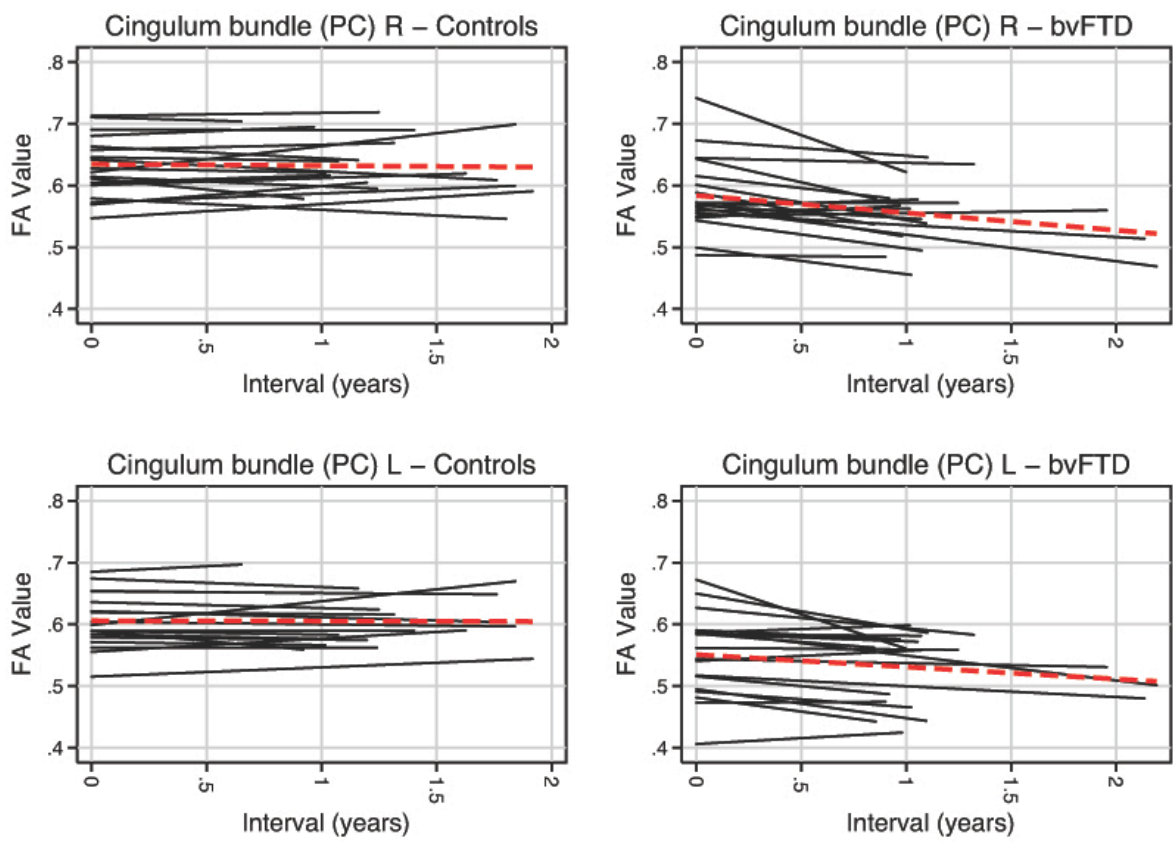 Cingulum bundle (PC) R – Controls
FA Value
.8
.7
.6
.5
.4
0 .5 1 1.5 2
Interval (years)
Cingulum bundle (PC) R – bvFTD
FA Value
.8
.7
.6
.5
.4
0 .5 1 1.5 2
Interval (years)
Cingulum bundle (PC) L – Controls
FA Value
.8
.7
.6
.5
.4
0 .5 1 1.5 2
Interval (years)
Cingulum bundle (PC) L – bvFTD
FA Value
.8
.7
.6
.5
.4
0 .5 1 1.5 2
Interval (years)